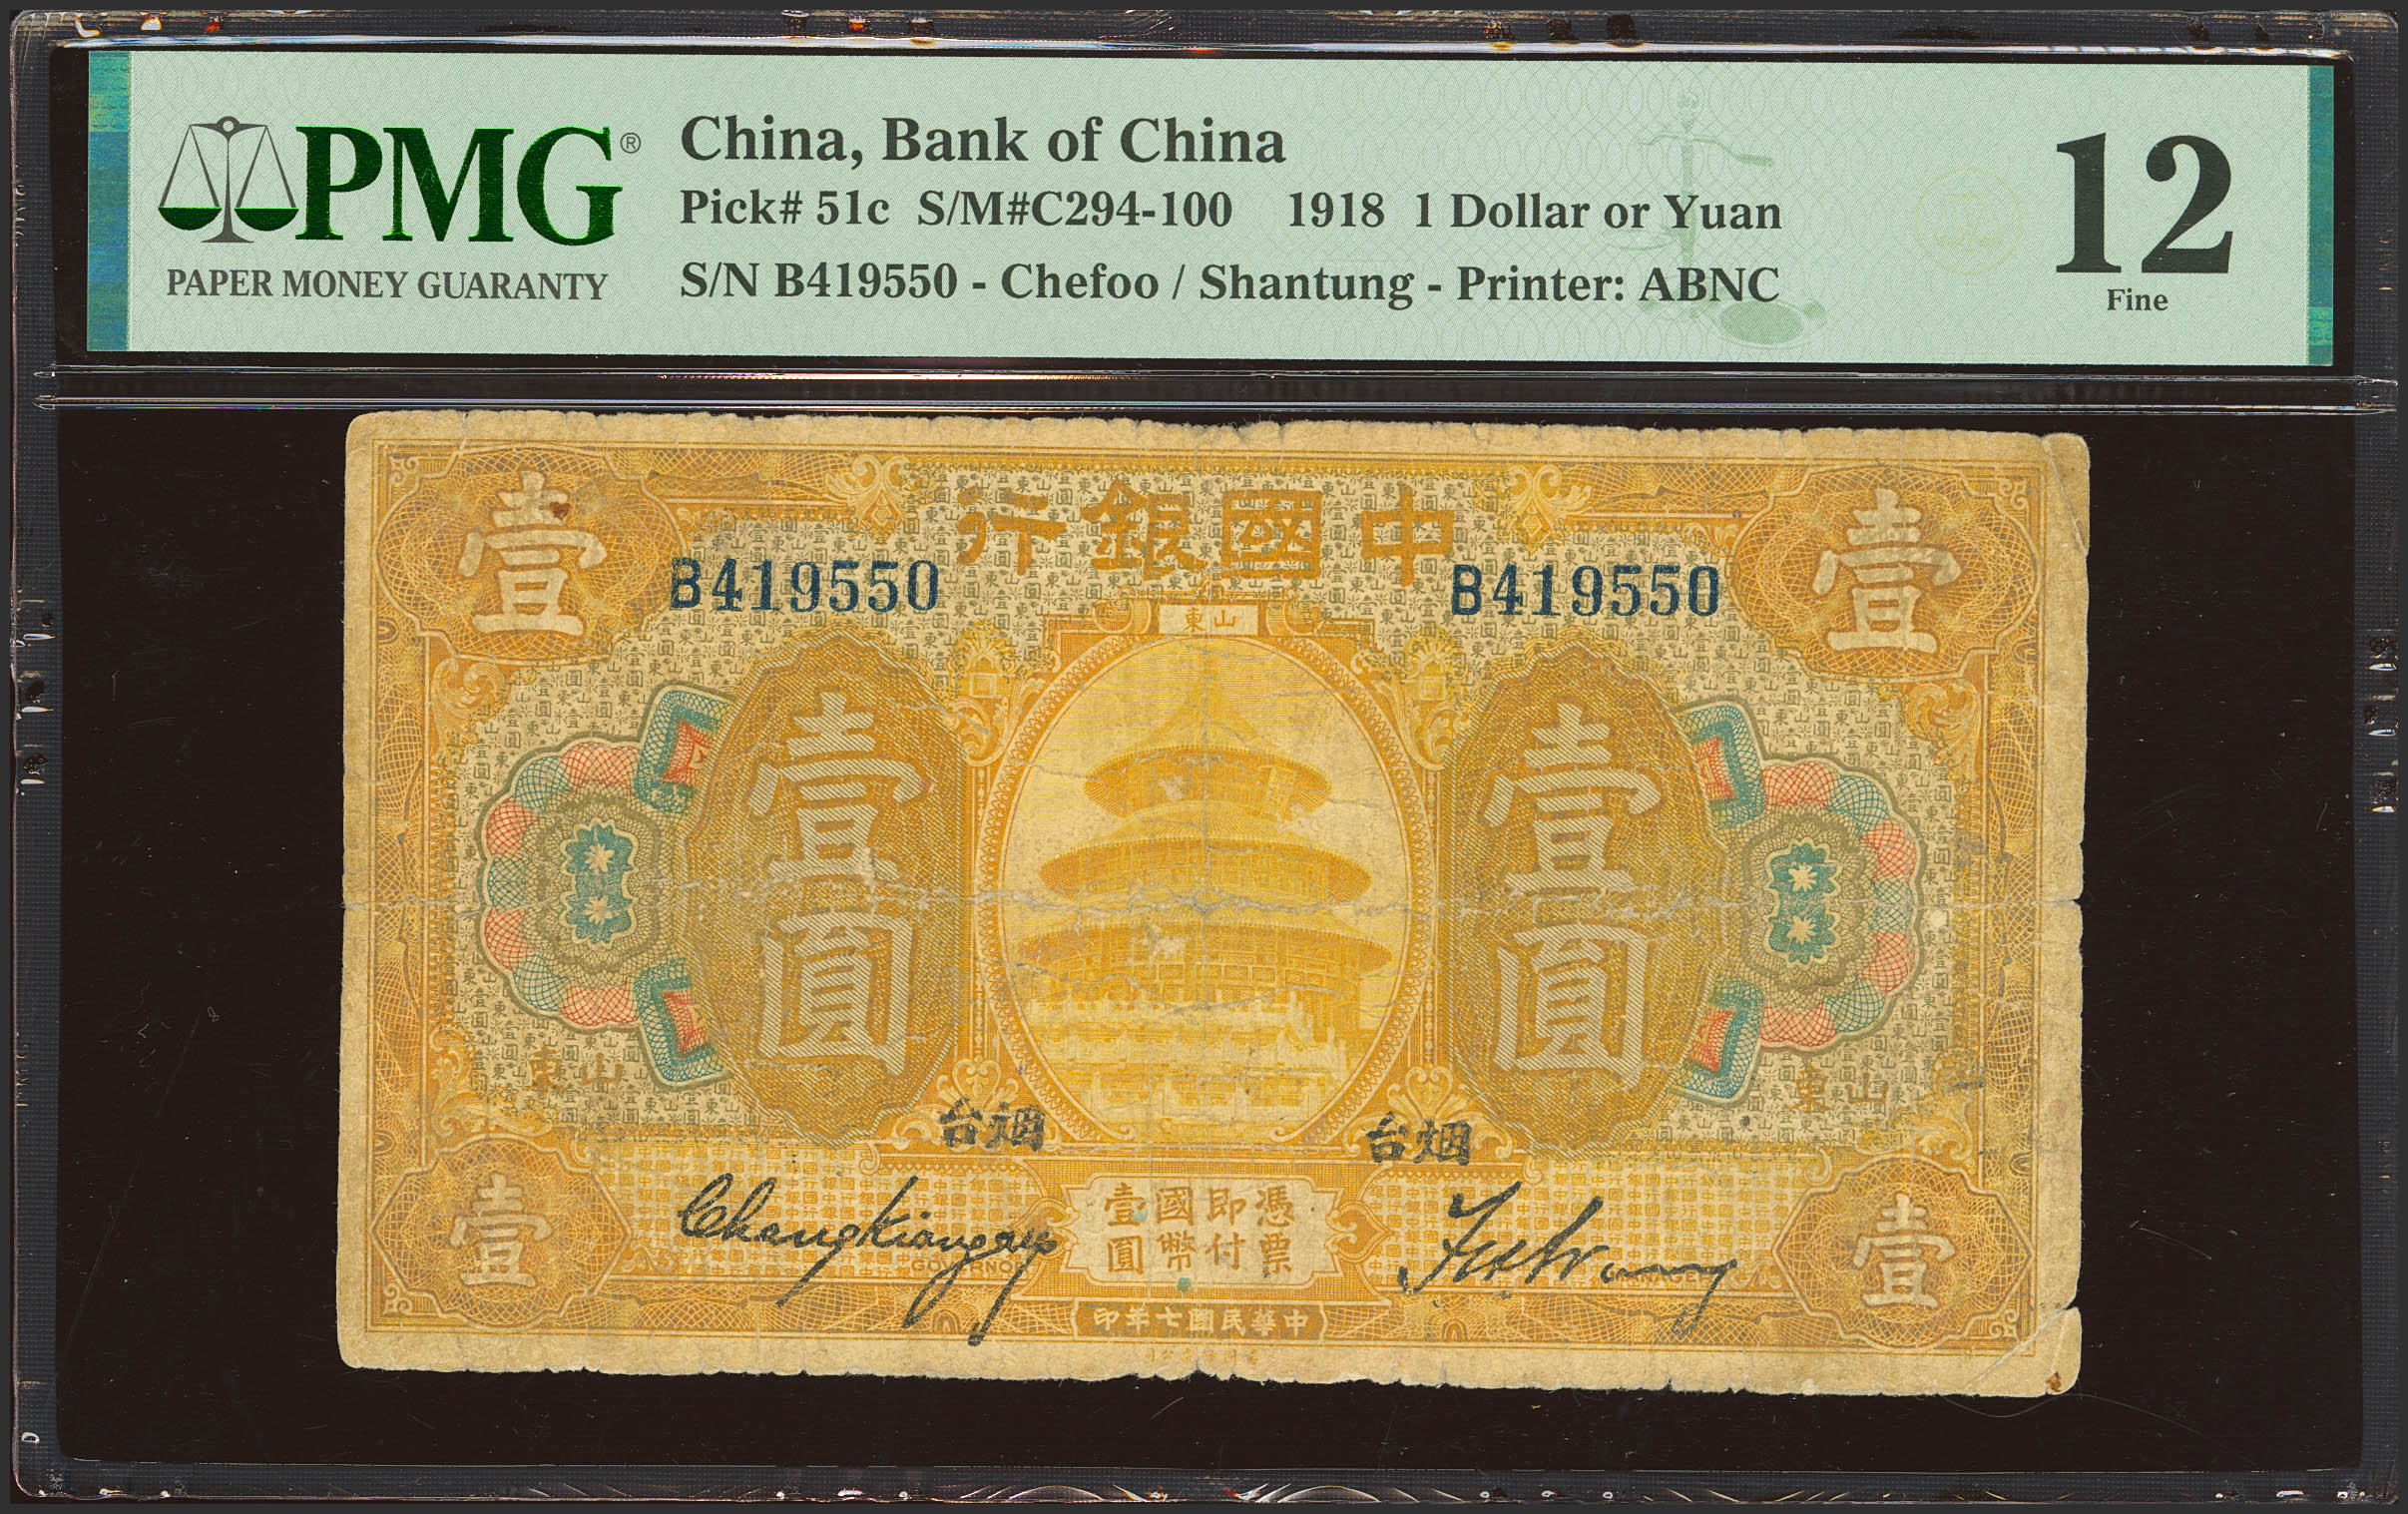 PMG®
PAPER MONEY GUARANTY
China, Bank of China
Pick# 51c S/M#C294-100 1918 1 Dollar or Yuan
S/N B419550 - Chefoo / Shantung - Printer: ABNC
12
Fine
行銀國中
壹
壹
B419550
B419550
東山
壹圓
壹圓
東山
東山
台烟
台烟
壹國即憑
圓幣付票
GOVERNOR
MANAGER
壹
壹
印年七國民華中